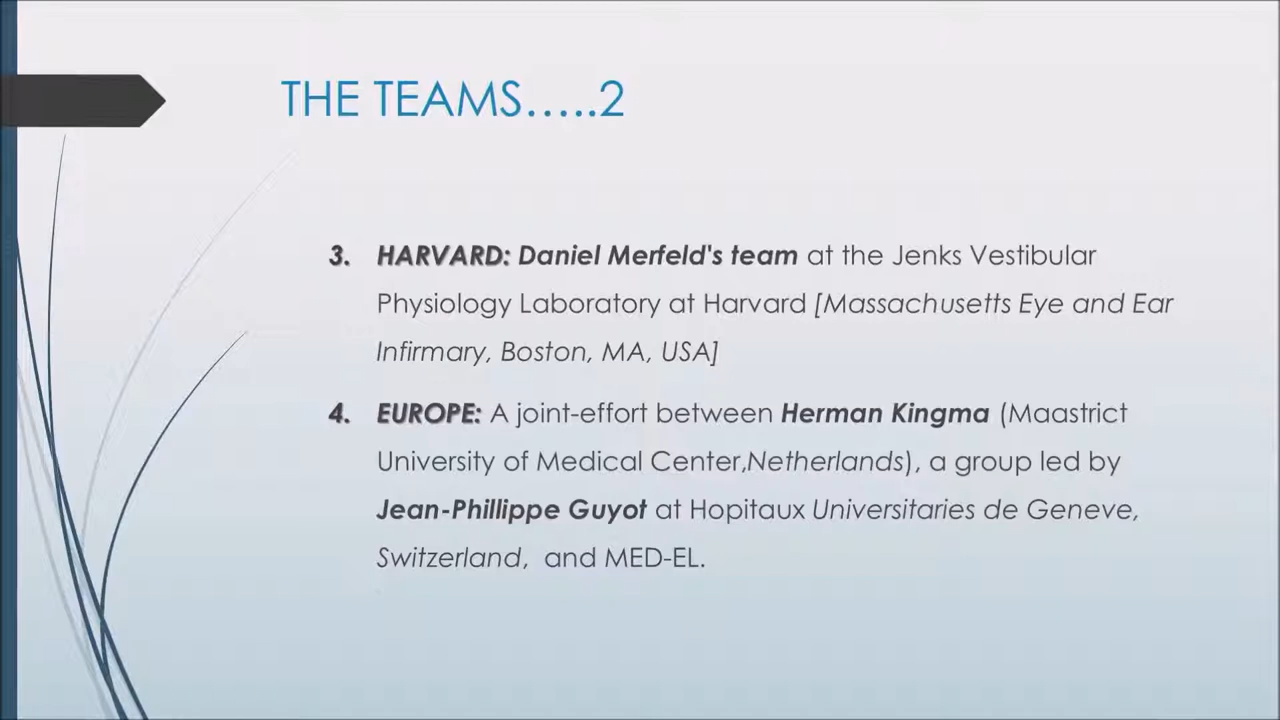 THE TEAMS.....2
3. HARVARD: Daniel Merfeld's team at the Jenks Vestibular
Physiology Laboratory at Harvard [Massachusetts Eye and Ear
Infirmary, Boston, MA, USA]
4. EUROPE: A joint-effort between Herman Kingma (Maastrict
University of Medical Center,Netherlands), a group led by
Jean-Phillippe Guyot at Hopitaux Universitaries de Geneve,
Switzerland, and MED-EL.